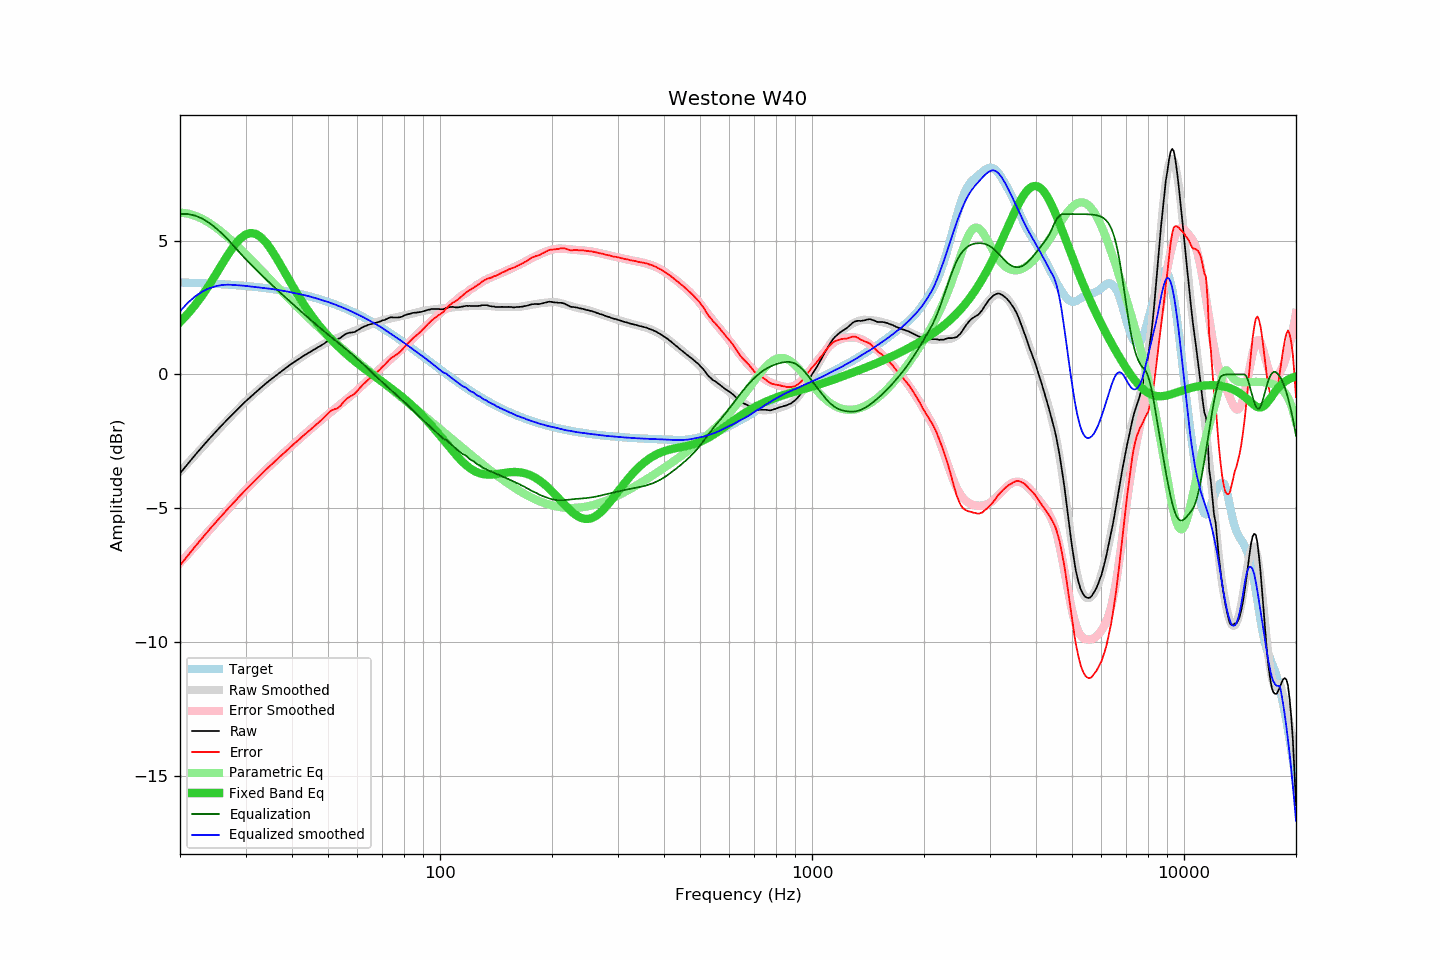 Westone W40
Amplitude (dBr)
5
0
−5
−10
−15
Target
Raw Smoothed
Error Smoothed
Raw
Error
Parametric Eq
Fixed Band Eq
Equalization
Equalized smoothed
100 1000 10000
Frequency (Hz)